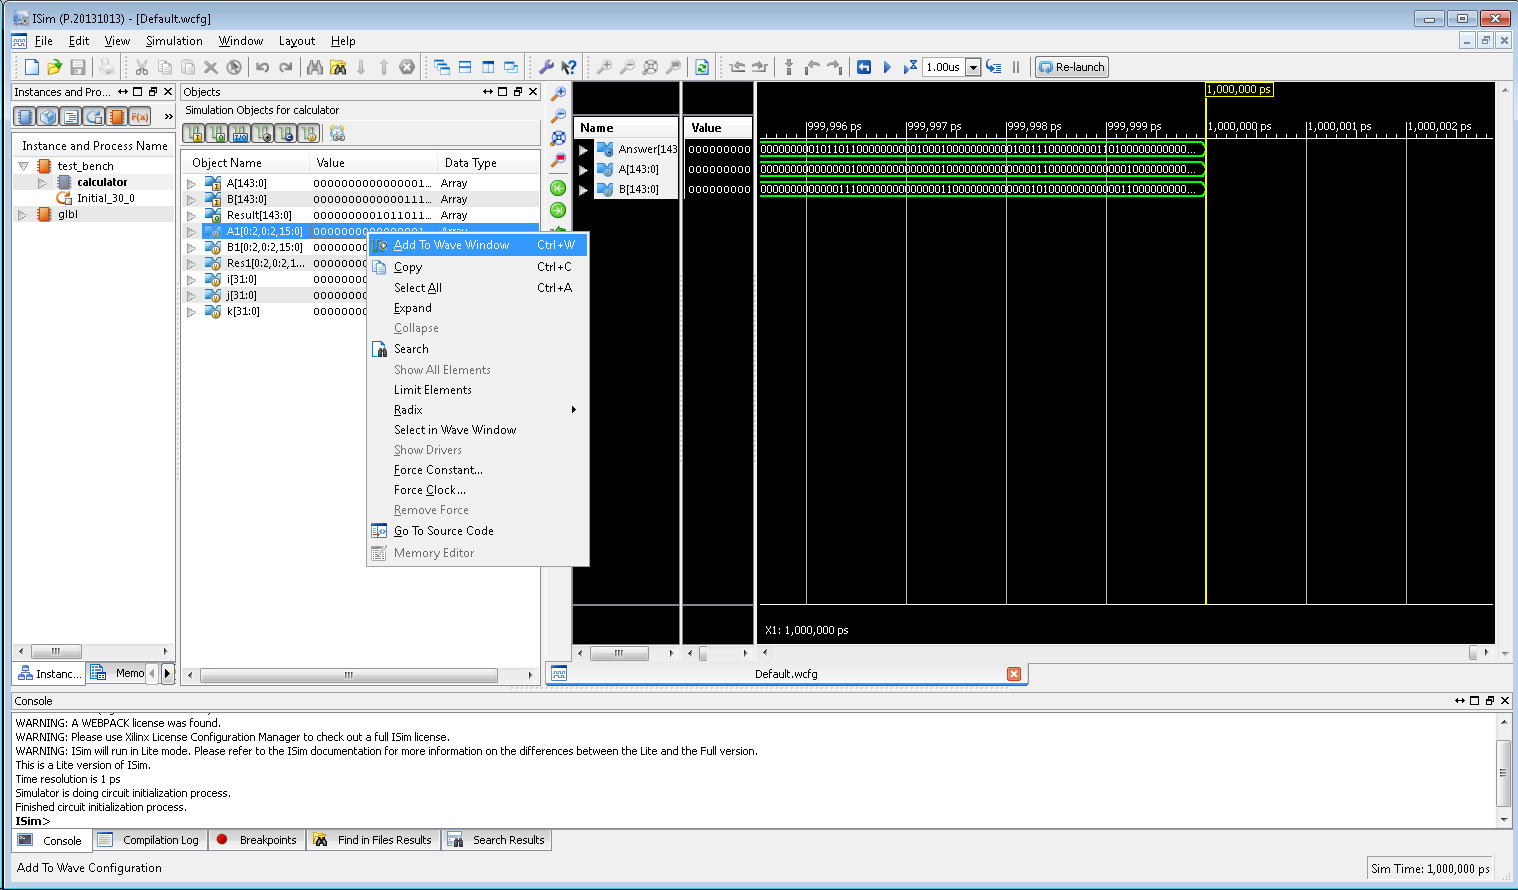 ISim (P.20131013) - [Default.wcfg]
File Edit View Simulation Window Layout Help
1.00us Re-launch
Instances and Pro...
Instance and Process Name
test_bench
calculator
Initial_30_0
glbl
Instanc... Memo
Objects
Simulation Objects for calculator
Object Name Value Data Type
A[143:0] 0000000000000001... Array
B[143:0] 0000000000000111... Array
Result[143:0] 0000000001011011... Array
A1[0:2,0:2,15:0]
B1[0:2,0:2,15:0] 00000000
Res1[0:2,0:2,1... 00000000
i[31:0] 00000000
j[31:0] 00000000
k[31:0] 00000000
Add To Wave Window Ctrl+W
Copy Ctrl+C
Select All Ctrl+A
Expand
Collapse
Search
Show All Elements
Limit Elements
Radix
Select in Wave Window
Show Drivers
Force Constant...
Force Clock...
Remove Force
Go To Source Code
Memory Editor
Name Value
Answer[143 000000000
A[143:0] 000000000
B[143:0] 000000000
1,000,000 ps
999,996 ps 999,997 ps 999,998 ps 999,999 ps 1,000,000 ps 1,000,001 ps 1,000,002 ps
X1: 1,000,000 ps
Default.wcfg
Console
WARNING: A WEBPACK license was found.
WARNING: Please use Xilinx License Configuration Manager to check out a full ISim license.
WARNING: ISim will run in Lite mode. Please refer to the ISim documentation for more information on the differences between the Lite and the Full version.
This is a Lite version of ISim.
Time resolution is 1 ps
Simulator is doing circuit initialization process.
Finished circuit initialization process.
ISim>
Console Compilation Log Breakpoints Find in Files Results Search Results
Add To Wave Configuration Sim Time: 1,000,000 ps